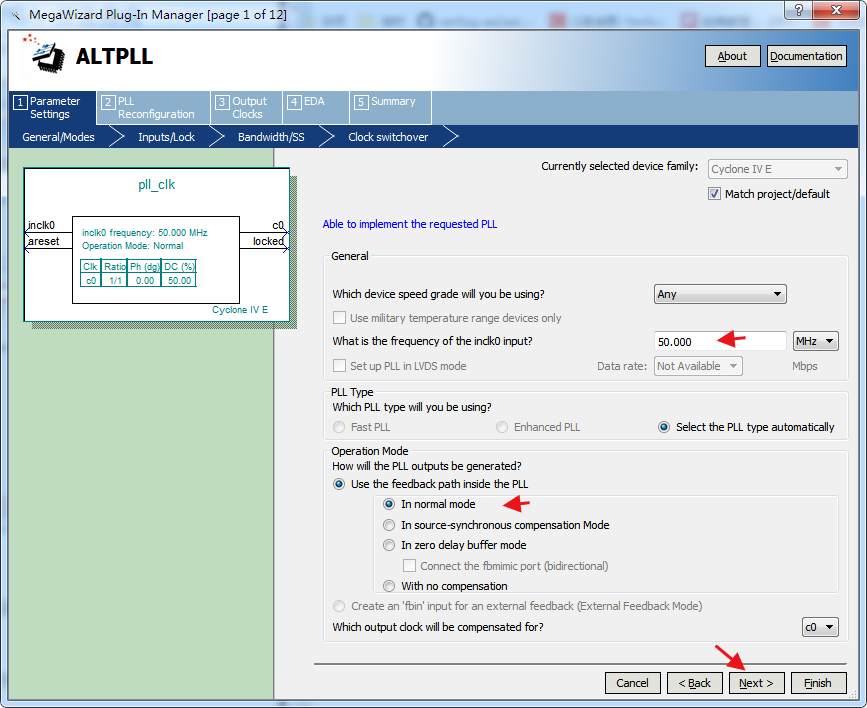 MegaWizard Plug-In Manager [page 1 of 12]
ALTPLL
About
Documentation
1 Parameter Settings
2 PLL Reconfiguration
3 Output Clocks
4 EDA
5 Summary
General/Modes
Inputs/Lock
Bandwidth/SS
Clock switchover
pll_clk
inclk0
areset
c0
locked
inclk0 frequency: 50.000 MHz
Operation Mode: Normal
Clk Ratio Ph (dg) DC (%)
c0 1/1 0.00 50.00
Cyclone IV E
Currently selected device family: Cyclone IV E
Match project/default
Able to implement the requested PLL
General
Which device speed grade will you be using? Any
Use military temperature range devices only
What is the frequency of the inclk0 input? 50.000 MHz
Set up PLL in LVDS mode Data rate: Not Available Mbps
PLL Type
Which PLL type will you be using?
Fast PLL Enhanced PLL Select the PLL type automatically
Operation Mode
How will the PLL outputs be generated?
Use the feedback path inside the PLL
In normal mode
In source-synchronous compensation Mode
In zero delay buffer mode
Connect the fbmimic port (bidirectional)
With no compensation
Create an 'fbin' input for an external feedback (External Feedback Mode)
Which output clock will be compensated for? c0
Cancel < Back Next > Finish